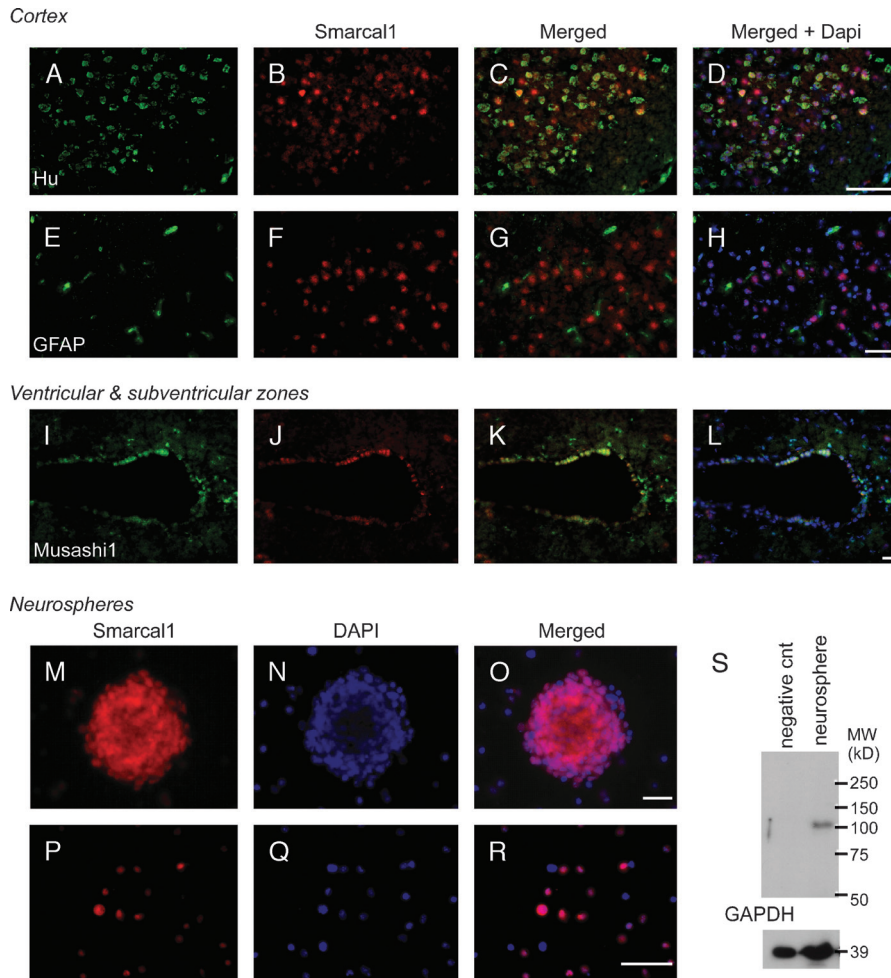 Cortex
Smarcal1 Merged Merged + Dapi
A B C D
Hu
E F G H
GFAP
Ventricular & subventricular zones
I J K L
Musashi1
Neurospheres
Smarcal1 DAPI Merged
M N O
P Q R
S
negative cnt
neurosphere
MW
(kD)
250
150
100
75
50
GAPDH
39